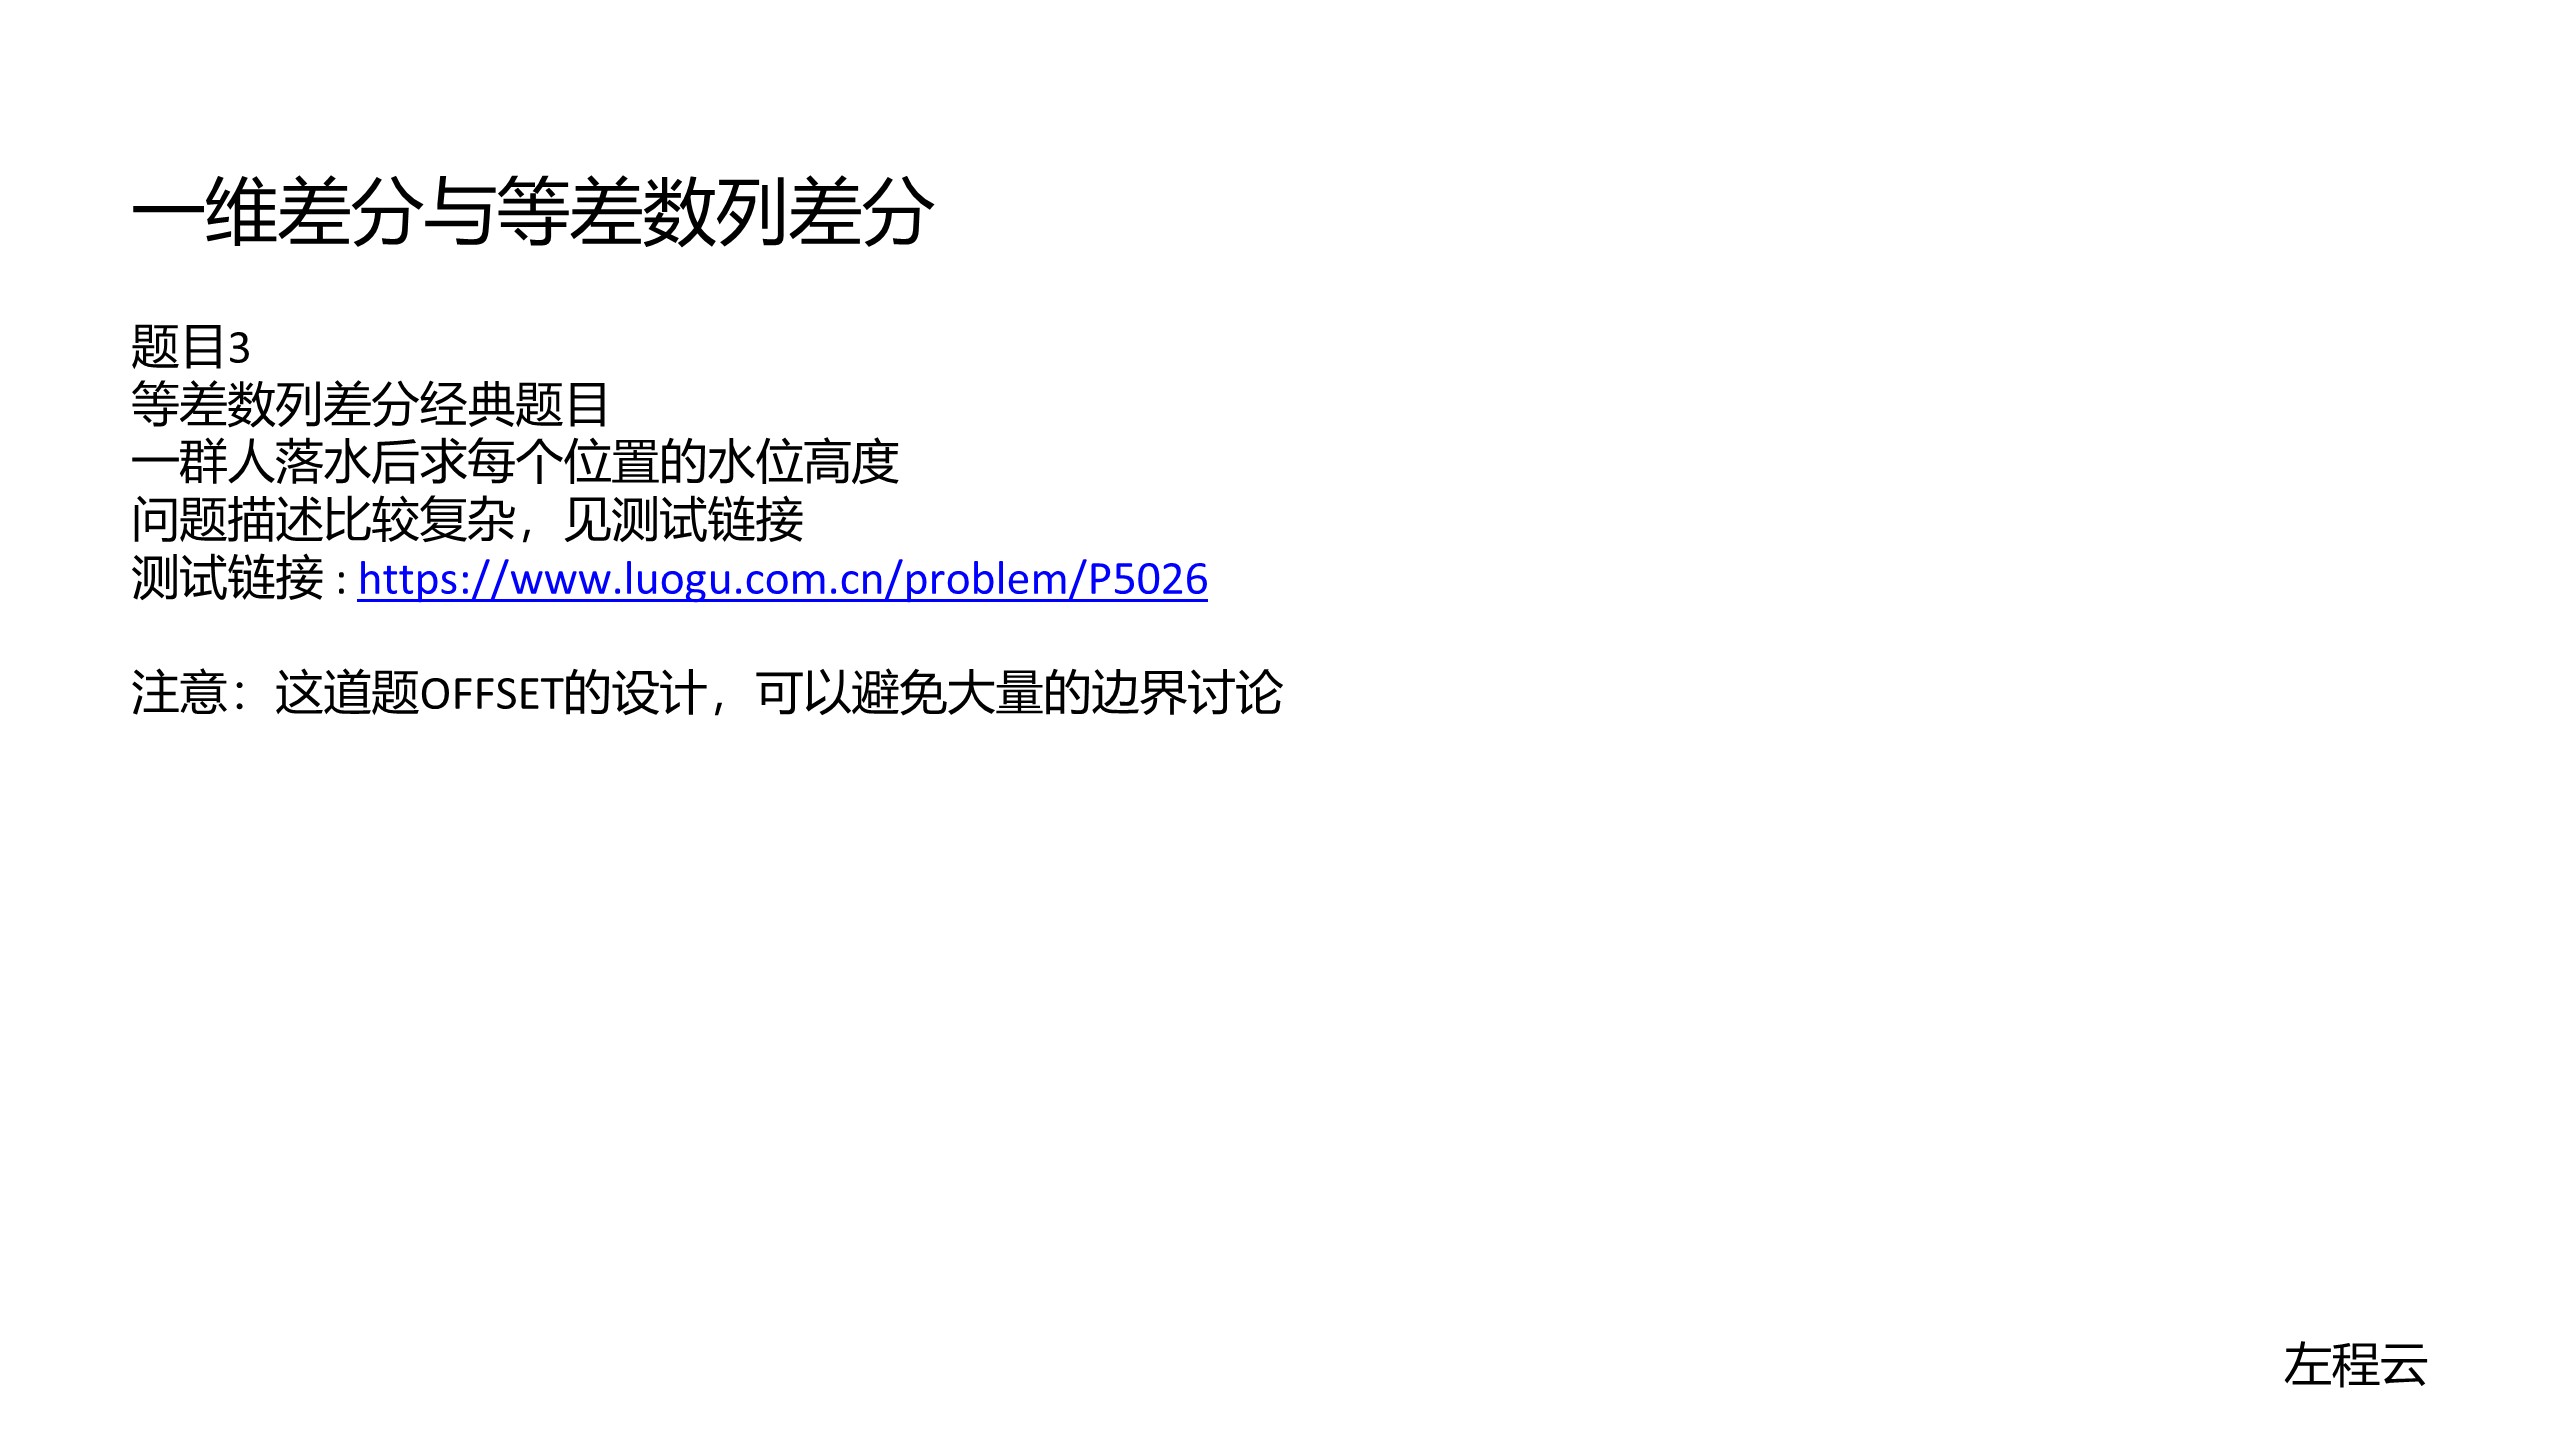 一维差分与等差数列差分
题目3
等差数列差分经典题目
一群人落水后求每个位置的水位高度
问题描述比较复杂，见测试链接
测试链接 : https://www.luogu.com.cn/problem/P5026
注意：这道题OFFSET的设计，可以避免大量的边界讨论
左程云